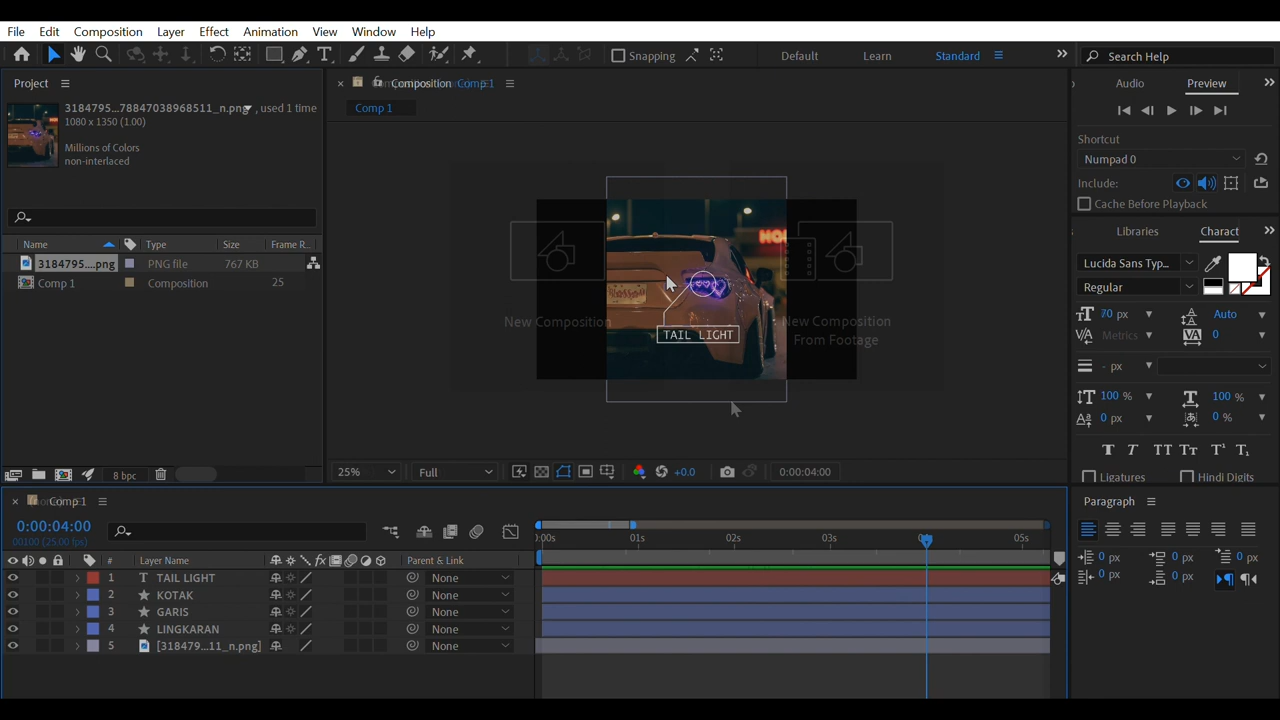 File Edit Composition Layer Effect Animation View Window Help
Snapping Default Learn Standard Search Help
Project
3184795...78847038968511_n.png , used 1 time
1080 x 1350 (1.00)
Millions of Colors
non-interlaced
Name Type Size Frame R...
3184795....png PNG file 767 KB
Comp 1 Composition 25
8 bpc
Composition Comp 1
Comp 1
New Composition
New Composition
From Footage
TAIL LIGHT
25% Full +0.0 0:00:04:00
Audio Preview
Shortcut
Numpad 0
Include:
Cache Before Playback
Libraries Charact
Lucida Sans Typ...
Regular
70 px Auto
Metrics 0
- px
100 % 100 %
0 px 0 %
T T TT Tт T¹ T₁
Ligatures Hindi Digits
Paragraph
0 px 0 px 0 px
0 px 0 px
Comp 1
0:00:04:00
00100 (25.00 fps)
:00s 01s 02s 03s 05s
# Layer Name fx Parent & Link
1 T TAIL LIGHT None
2 KOTAK None
3 GARIS None
4 LINGKARAN None
5 [318479...11_n.png] None